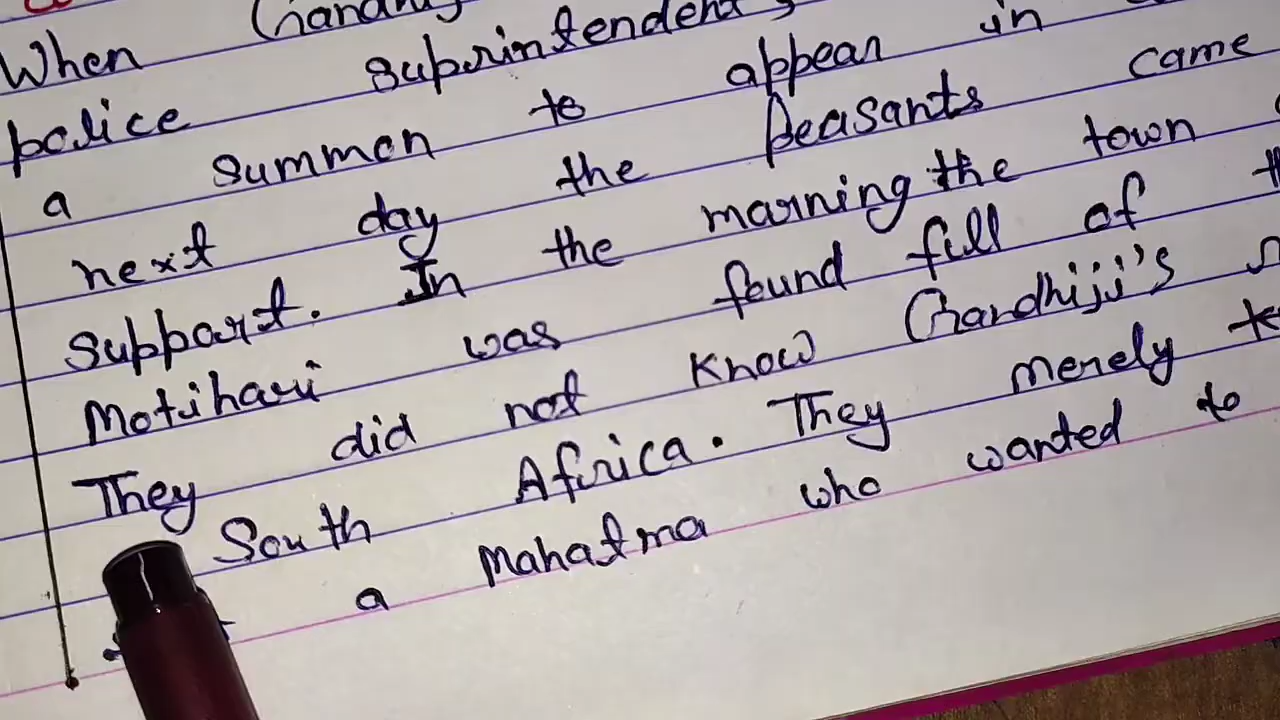 When
police superintendent's
a summon to appear in
next day the peasants came
support. In the morning the town
Motihari was found full of
They did not know Gandhiji's
South Africa. They merely
a Mahatma who wanted to